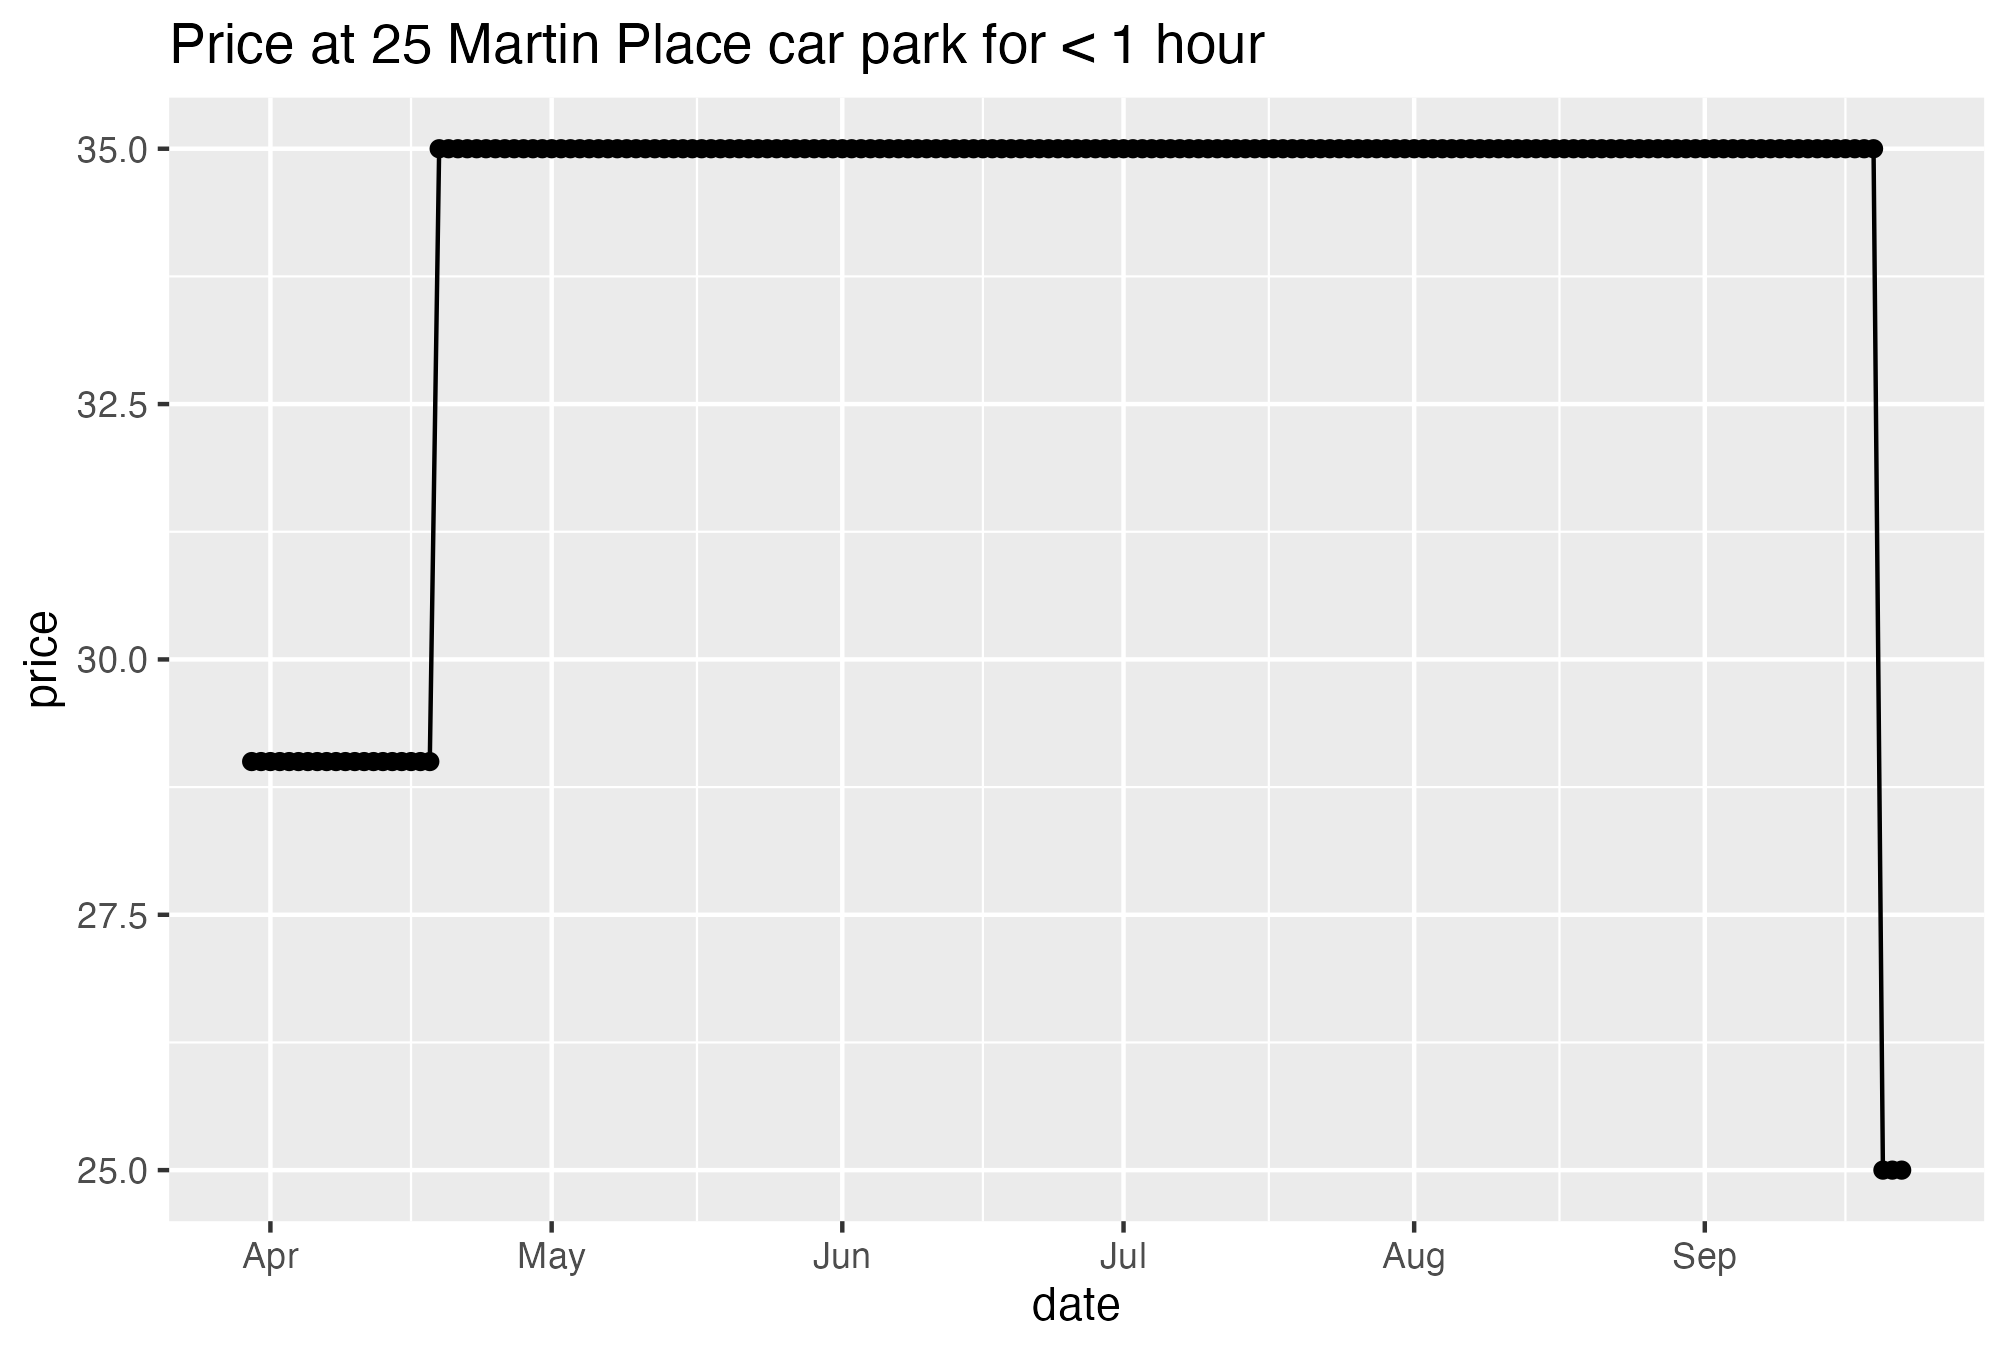 Price at 25 Martin Place car park for < 1 hour
price
35.0
32.5
30.0
27.5
25.0
Apr May Jun Jul Aug Sep
date